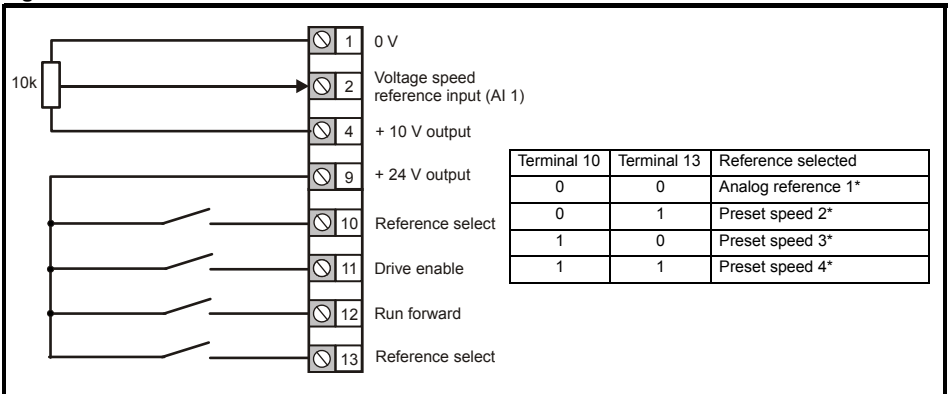 1 0 V
10k
2 Voltage speed
reference input (AI 1)
4 + 10 V output
9 + 24 V output
10 Reference select
11 Drive enable
12 Run forward
13 Reference select
Terminal 10 Terminal 13 Reference selected
0 0 Analog reference 1*
0 1 Preset speed 2*
1 0 Preset speed 3*
1 1 Preset speed 4*